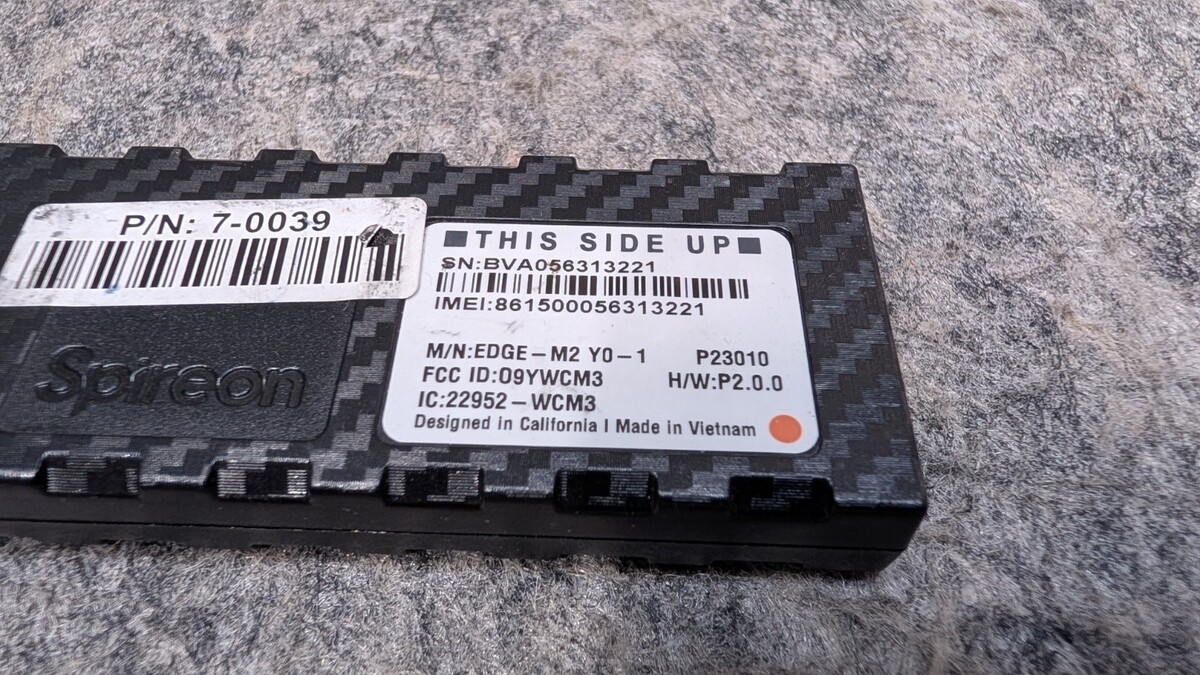 P/N: 7-0039
Spireon
■THIS SIDE UP■
SN:BVA056313221
IMEI:861500056313221
M/N:EDGE-M2 Y0-1 P23010
FCC ID:O9YWCM3 H/W:P2.0.0
IC:22952-WCM3
Designed in California I Made in Vietnam